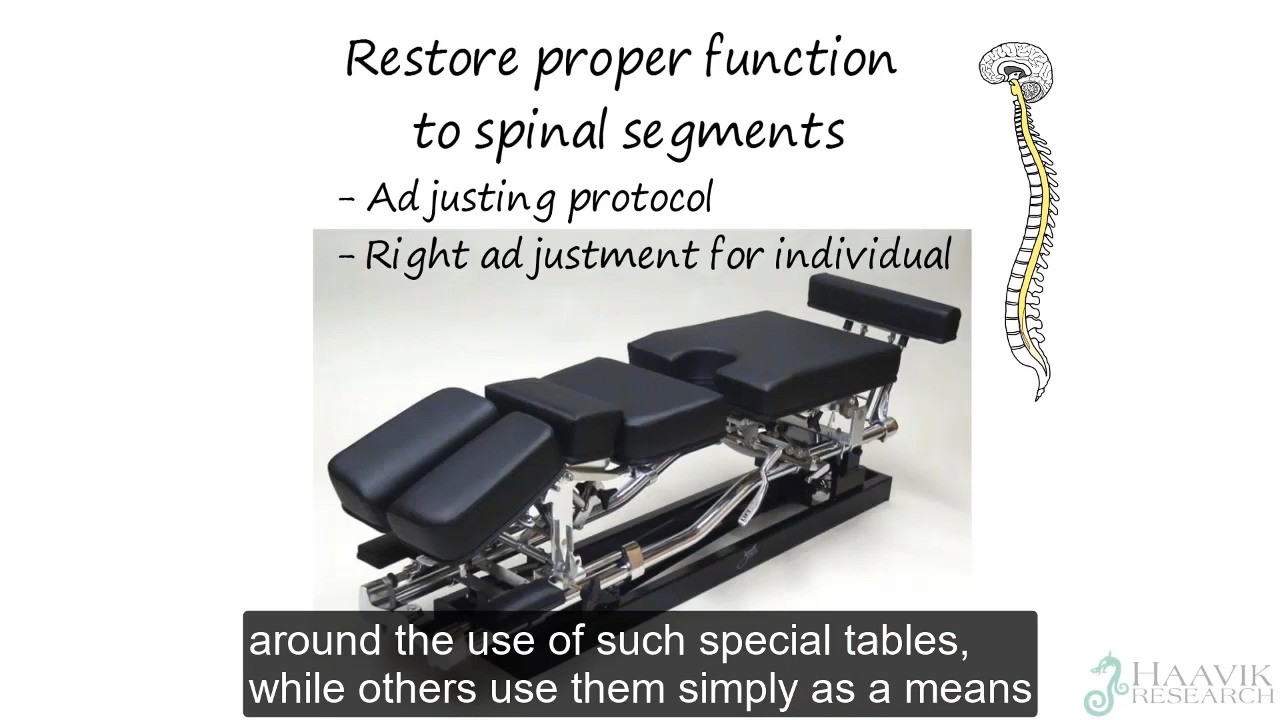 Restore proper function
to spinal segments
- Adjusting protocol
- Right adjustment for individual
LIFT
around the use of such special tables,
while others use them simply as a means
HAAVIK
RESEARCH